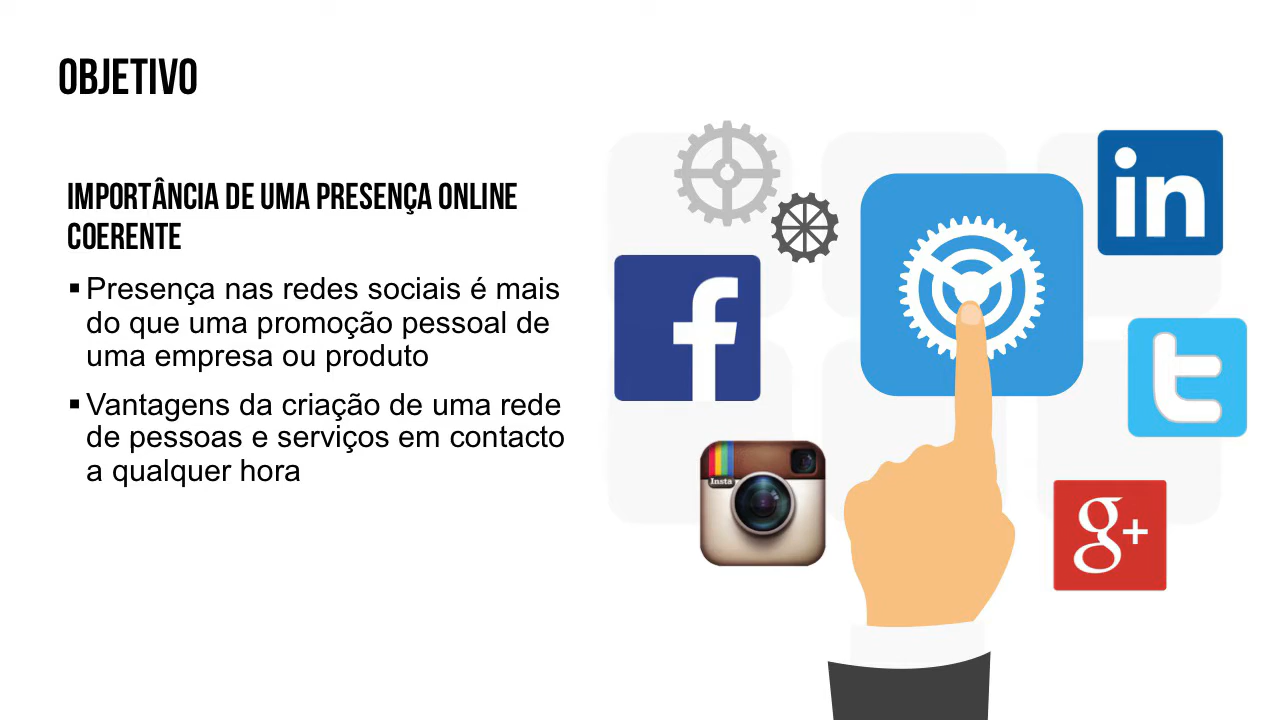 OBJETIVO
IMPORTÂNCIA DE UMA PRESENÇA ONLINE
COERENTE
▪ Presença nas redes sociais é mais
do que uma promoção pessoal de
uma empresa ou produto
▪ Vantagens da criação de uma rede
de pessoas e serviços em contacto
a qualquer hora
in
f
t
Insta
g+